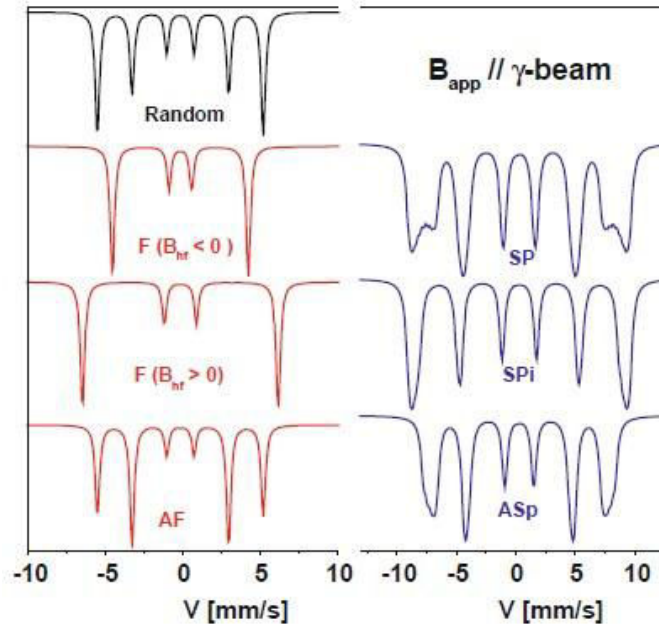 Random
F (B_hf < 0 )
F (B_hf > 0)
AF
-10 -5 0 5 10
V [mm/s]
B_app // γ-beam
SP
SPi
ASp
-10 -5 0 5 10
V [mm/s]